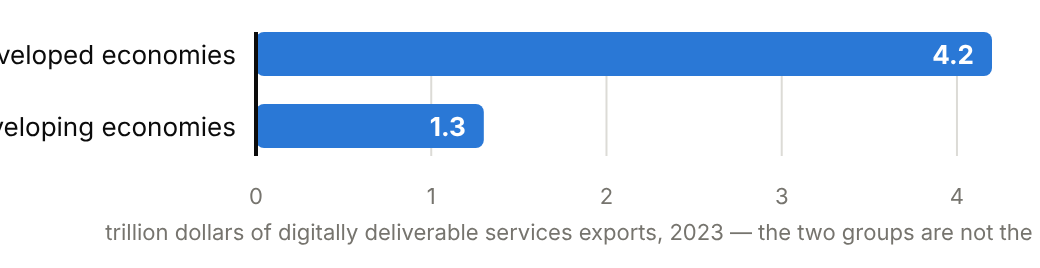 veloped economies 4.2
veloping economies 1.3
0 1 2 3 4
trillion dollars of digitally deliverable services exports, 2023 — the two groups are not the